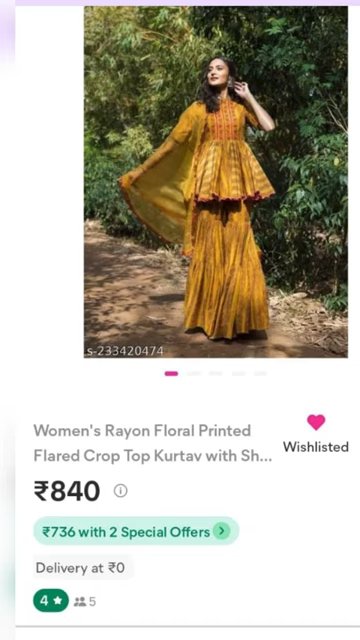 s-233420474
Women's Rayon Floral Printed
Flared Crop Top Kurtav with Sh...
Wishlisted
₹840
₹736 with 2 Special Offers
Delivery at ₹0
4 ★ 5